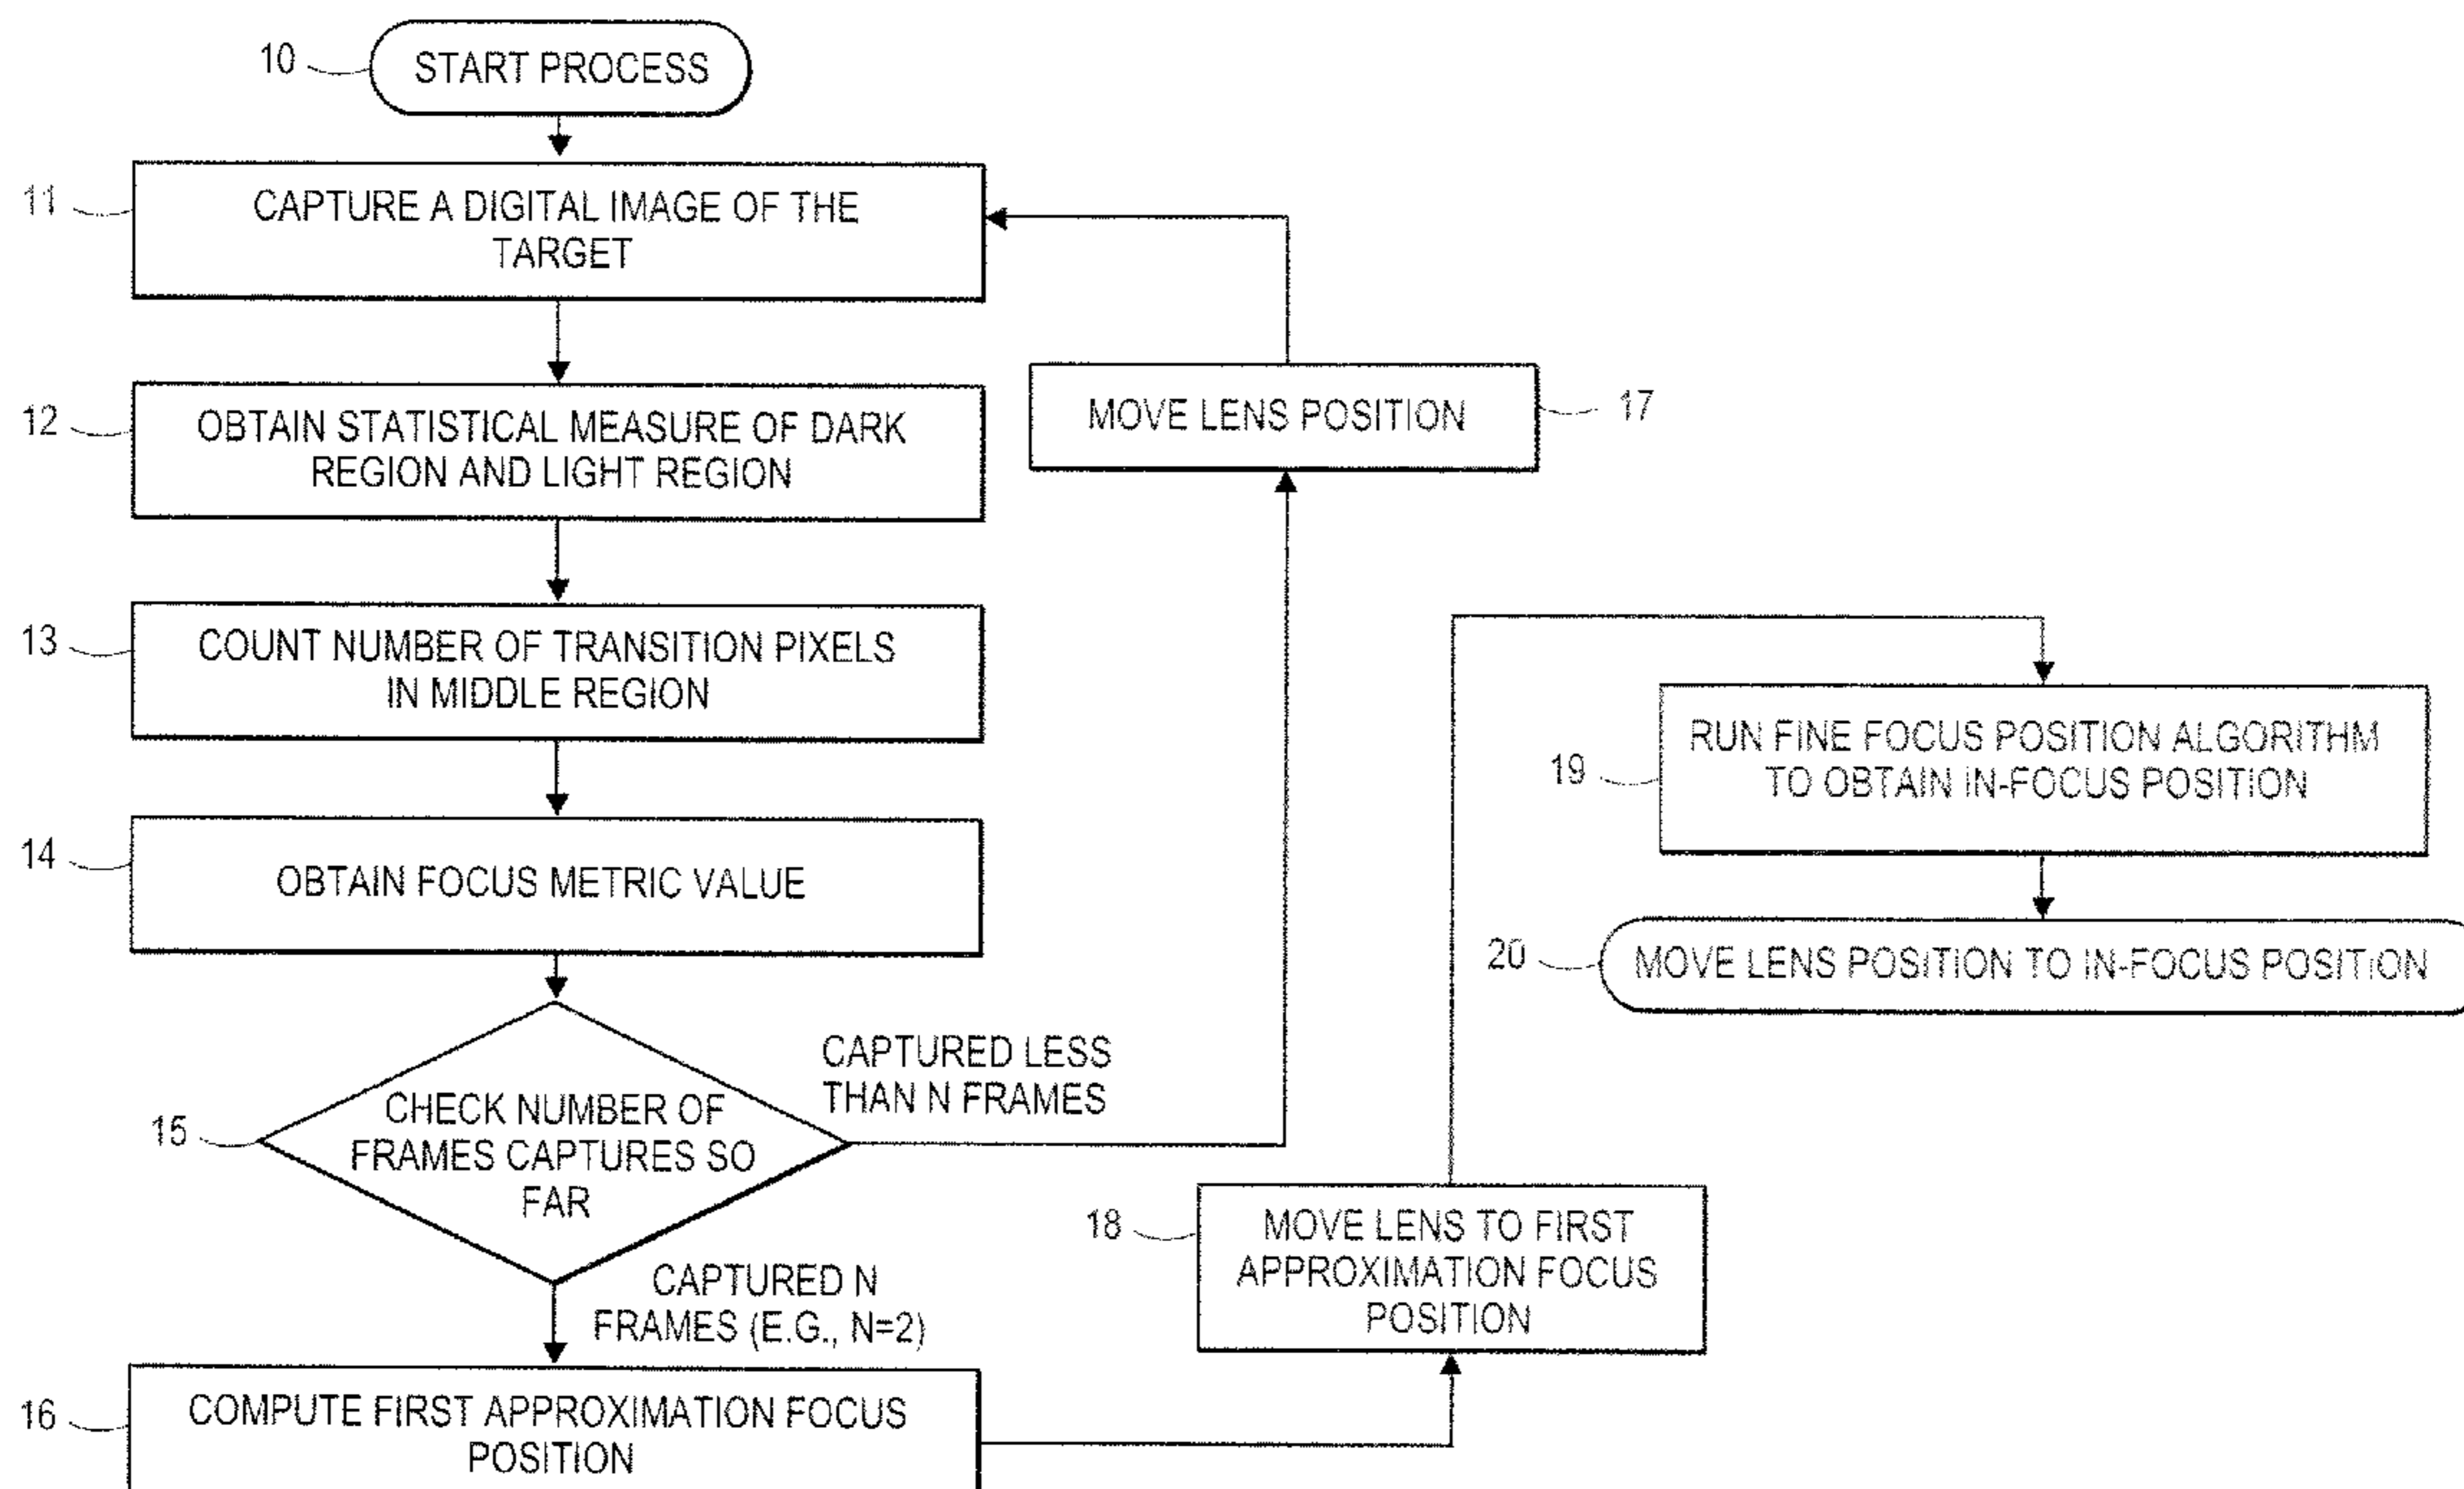 10
START PROCESS
11
CAPTURE A DIGITAL IMAGE OF THE
TARGET
12
OBTAIN STATISTICAL MEASURE OF DARK
REGION AND LIGHT REGION
MOVE LENS POSITION
17
13
COUNT NUMBER OF TRANSITION PIXELS
IN MIDDLE REGION
14
OBTAIN FOCUS METRIC VALUE
15
CHECK NUMBER OF
FRAMES CAPTURES SO
FAR
CAPTURED LESS
THAN N FRAMES
CAPTURED N
FRAMES (E.G., N=2)
16
COMPUTE FIRST APPROXIMATION FOCUS
POSITION
18
MOVE LENS TO FIRST
APPROXIMATION FOCUS
POSITION
19
RUN FINE FOCUS POSITION ALGORITHM
TO OBTAIN IN-FOCUS POSITION
20
MOVE LENS POSITION TO IN-FOCUS POSITION